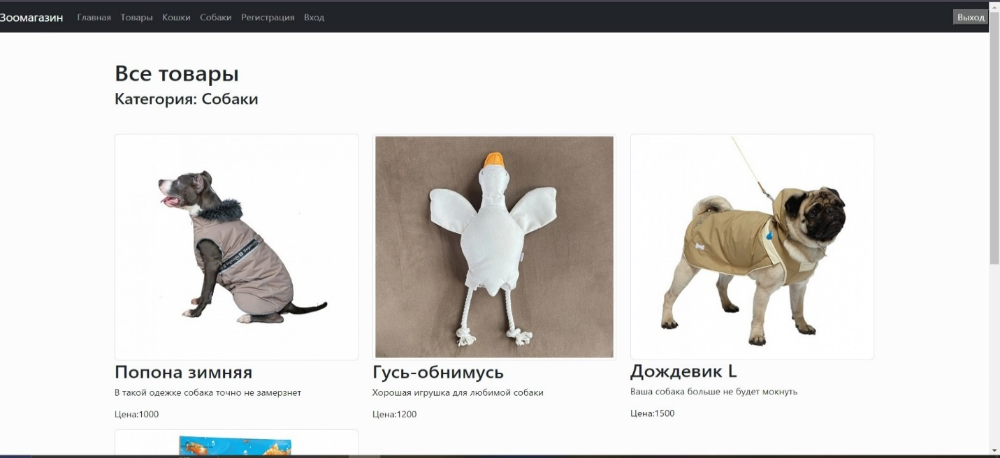 Зоомагазин Главная Товары Кошки Собаки Регистрация Вход Выход
Все товары
Категория: Собаки
Попона зимняя
В такой одежке собака точно не замерзнет
Цена:1000
Гусь-обнимусь
Хорошая игрушка для любимой собаки
Цена:1200
Дождевик L
Ваша собака больше не будет мокнуть
Цена:1500